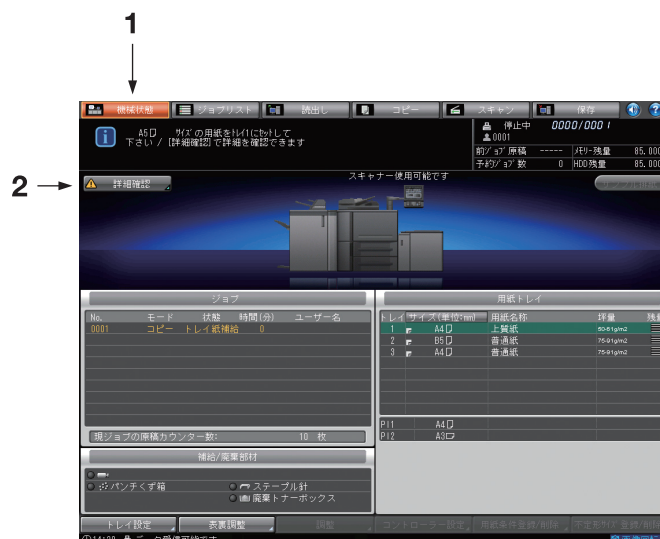 1
機械状態 ジョブリスト 読出し コピー スキャン 保存
A5 サイズの用紙をトレイ1にセットして
下さい / [詳細確認]で詳細を確認できます
停止中 0000/0001
0001
前ジョブ原稿 ----- メモリー残量 85.000
予約ジョブ数 0 HDD残量 85.000
2
詳細確認
スキャナー使用可能です
ジョブ
No. モード 状態 時間(分) ユーザー名
0001 コピー トレイ紙補給 0
現ジョブの原稿カウンター数: 10 枚
用紙トレイ
トレイ サイズ(単位:mm) 用紙名称 坪量 残量
1 A4 上質紙 50-61g/m2
2 B5 普通紙 75-91g/m2
3 A4 普通紙 75-91g/m2
PI1 A4
PI2 A3
補給/廃棄部材
パンチくず箱
ステープル針
廃棄トナーボックス
トレイ設定 表裏調整 調整 コントローラー設定 用紙条件登録/削除 不定形サイズ登録/削除